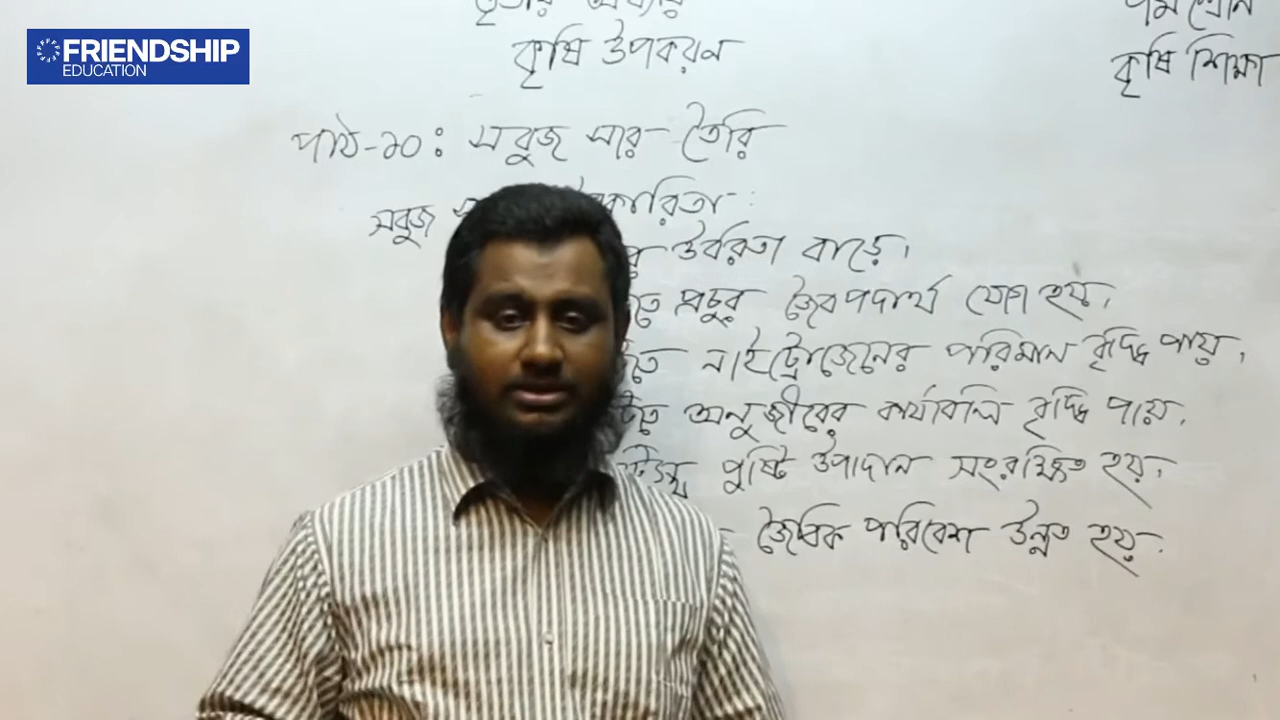 FRIENDSHIP
EDUCATION
কৃষি উপকরন
কৃষি শিক্ষা
পাঠ-১০: সবুজ সার তৈরি
সবুজ
উর্বরতা বাড়ে।
প্রচুর জৈবপদার্থ যোগ হয়।
নাইট্রোজেনের পরিমান বৃদ্ধি পায়।
অনুজীবের কার্যাবলি বৃদ্ধি পায়।
পুষ্টি উপাদান সংরক্ষিত হয়।
জৈবিক পরিবেশ উন্নত হয়।